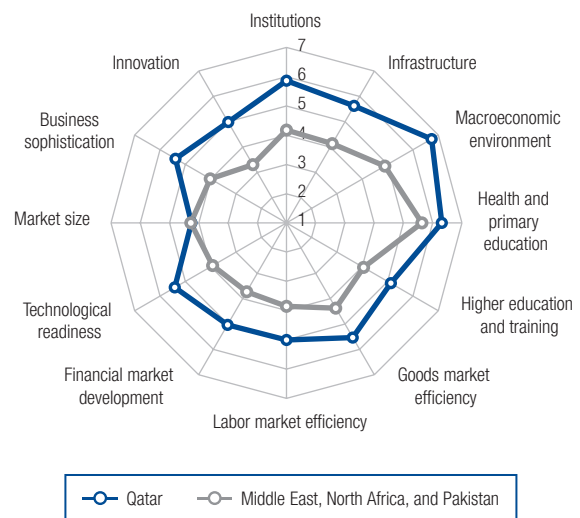 Institutions
7
6
5
4
3
2
1
Infrastructure
Macroeconomic
environment
Health and
primary
education
Higher education
and training
Goods market
efficiency
Labor market efficiency
Financial market
development
Technological
readiness
Market size
Business
sophistication
Innovation
Qatar
Middle East, North Africa, and Pakistan